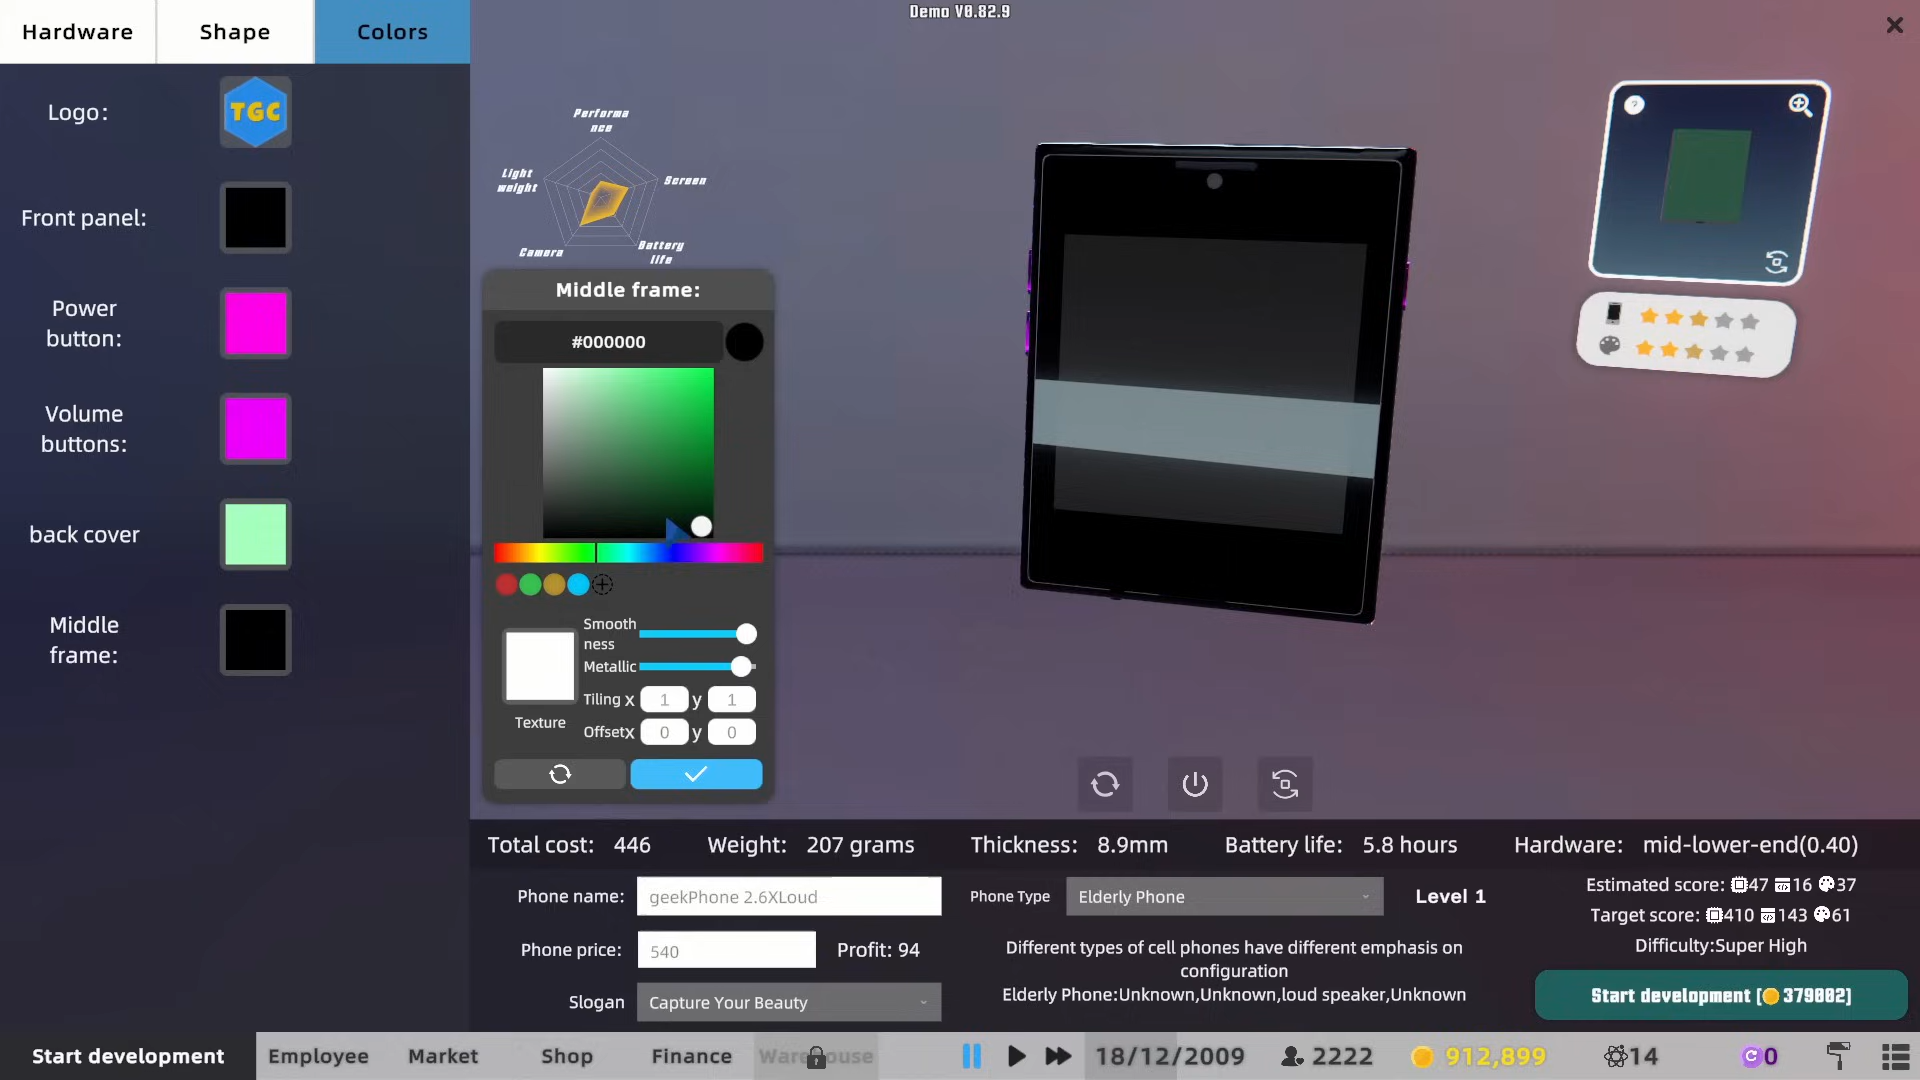 Demo V0.82.9
Hardware
Shape
Colors
Logo:
TGC
Front panel:
Power
button:
Volume
buttons:
back cover
Middle
frame:
Performa
nce
Light
weight
Screen
Camera
Battery
life
Middle frame:
#000000
Smooth
ness
Metallic
Tiling x 1 y 1
Offsetx 0 y 0
Texture
?
Total cost: 446 Weight: 207 grams Thickness: 8.9mm Battery life: 5.8 hours Hardware: mid-lower-end(0.40)
Phone name: geekPhone 2.6XLoud
Phone price: 540 Profit: 94
Slogan Capture Your Beauty
Phone Type Elderly Phone Level 1
Different types of cell phones have different emphasis on
configuration
Elderly Phone:Unknown,Unknown,loud speaker,Unknown
Estimated score: 47 16 37
Target score: 410 143 61
Difficulty:Super High
Start development [379002]
Start development
Employee
Market
Shop
Finance
Warehouse
18/12/2009
2222
912,899
14
0